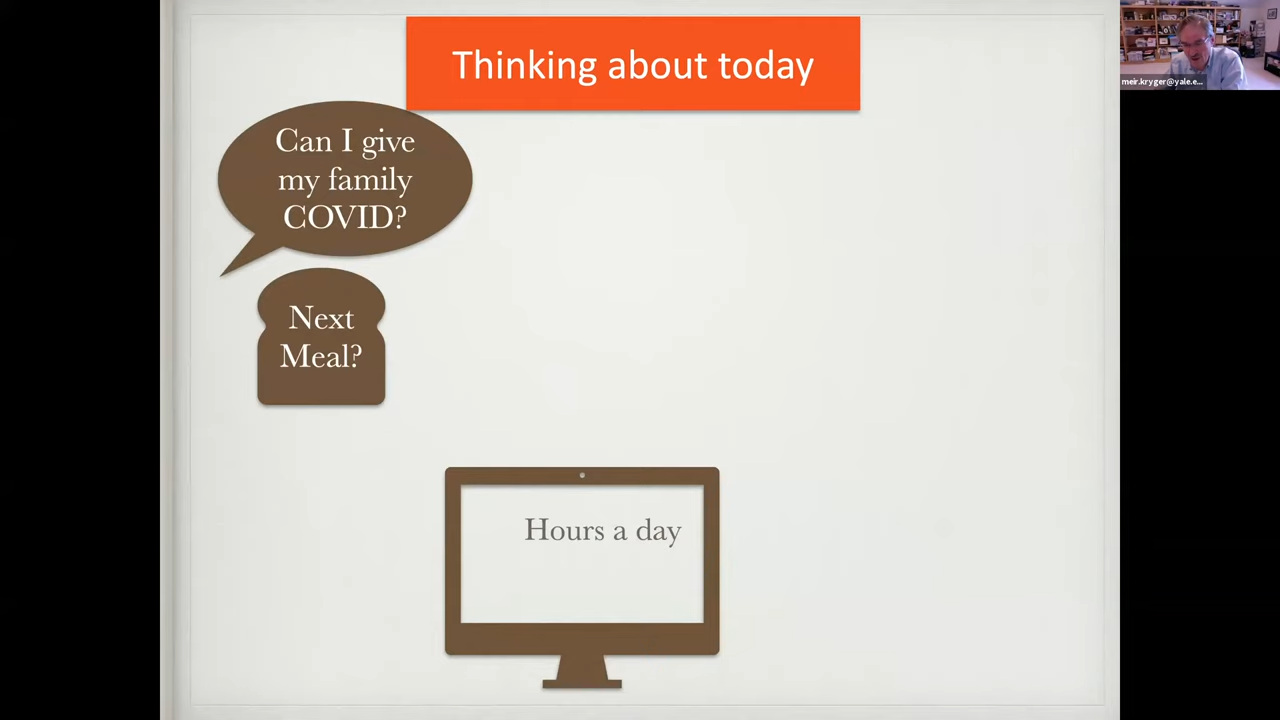 Thinking about today
meir.kryger@yale.e...
Can I give
my family
COVID?
Next
Meal?
Hours a day